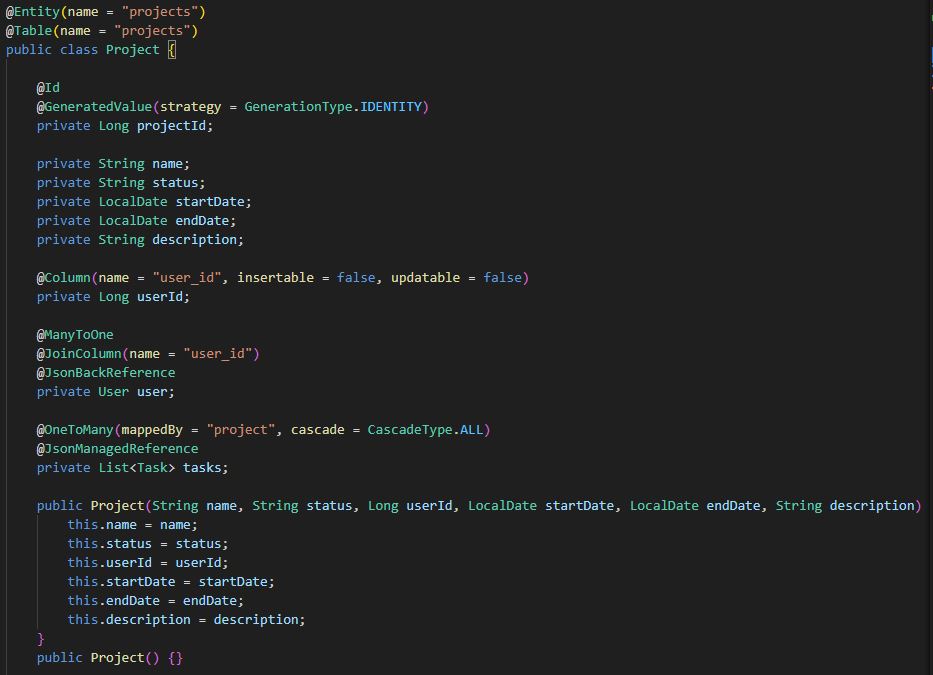 @Entity(name = "projects")
@Table(name = "projects")
public class Project {
@Id
@GeneratedValue(strategy = GenerationType.IDENTITY)
private Long projectId;
private String name;
private String status;
private LocalDate startDate;
private LocalDate endDate;
private String description;
@Column(name = "user_id", insertable = false, updatable = false)
private Long userId;
@ManyToOne
@JoinColumn(name = "user_id")
@JsonBackReference
private User user;
@OneToMany(mappedBy = "project", cascade = CascadeType.ALL)
@JsonManagedReference
private List<Task> tasks;
public Project(String name, String status, Long userId, LocalDate startDate, LocalDate endDate, String description)
this.name = name;
this.status = status;
this.userId = userId;
this.startDate = startDate;
this.endDate = endDate;
this.description = description;
}
public Project() {}